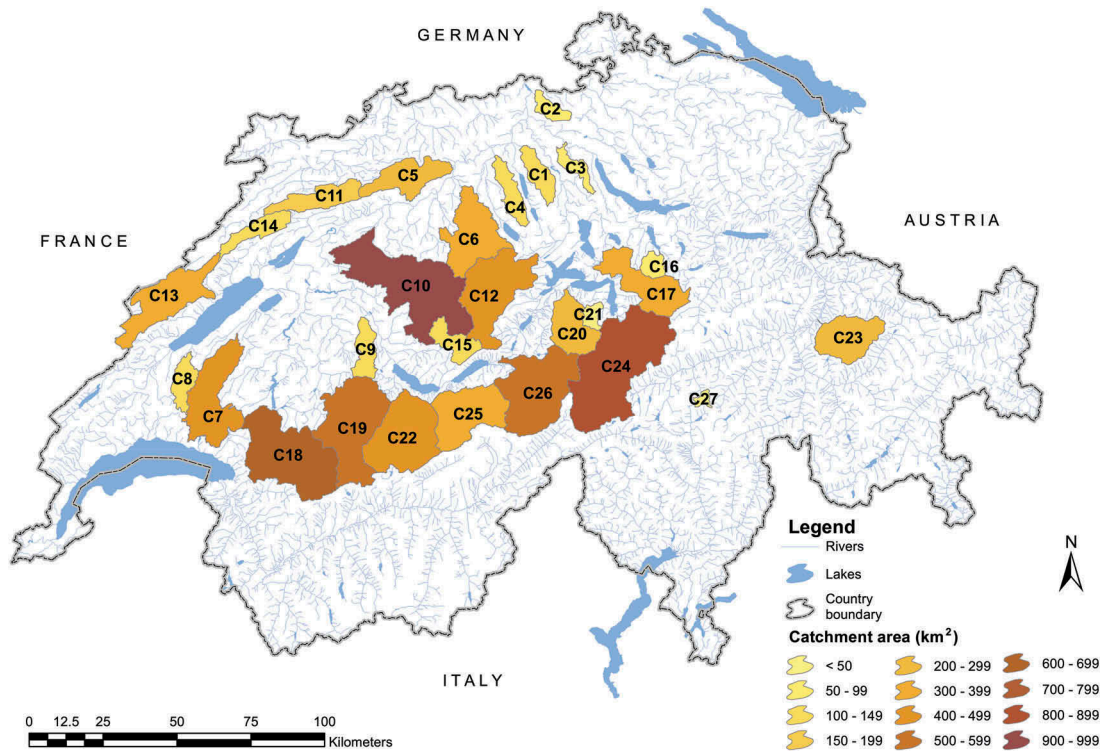 GERMANY
C2
C5
C1
C3
C11
C4
C14
AUSTRIA
FRANCE
C6
C16
C10
C13
C12
C17
C21
C20
C23
C15
C9
C24
C8
C26
C27
C7
C25
C19
C22
C18
Legend
Rivers
N
Lakes
Country
boundary
Catchment area (km²)
ITALY
< 50
200 - 299
600 - 699
50 - 99
300 - 399
700 - 799
100 - 149
400 - 499
800 - 899
150 - 199
500 - 599
900 - 999
0 12.5 25 50 75 100
Kilometers